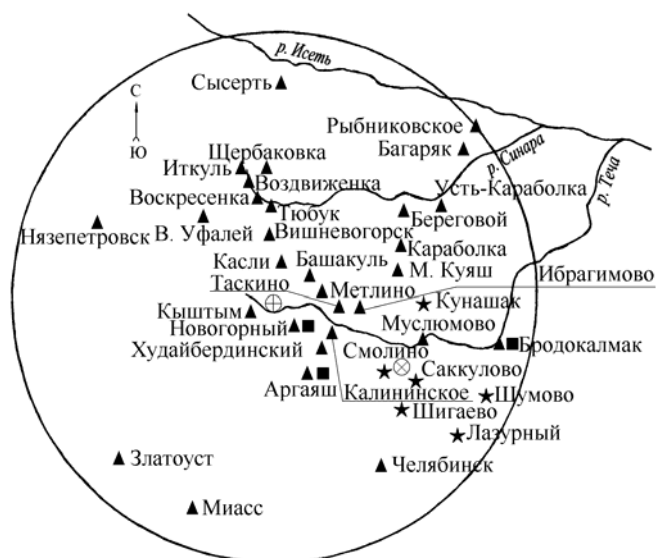 р. Исеть
Сысерть
С
Ю
Рыбниковское
Багаряк
р. Синара
р. Теча
Щербаковка
Иткуль
Воздвиженка
Воскресенка
Усть-Караболка
Тюбук
Береговой
Нязепетровск
В. Уфалей
Вишневогорск
Караболка
Касли
Башакуль
М. Куяш
Ибрагимово
Таскино
Метлино
Кунашак
Кыштым
Новогорный
Муслюмово
Худайбердинский
Смолино
Бродокалмак
Саккулово
Аргаяш
Калининское
Шумово
Шигаево
Лазурный
Златоуст
Челябинск
Миасс